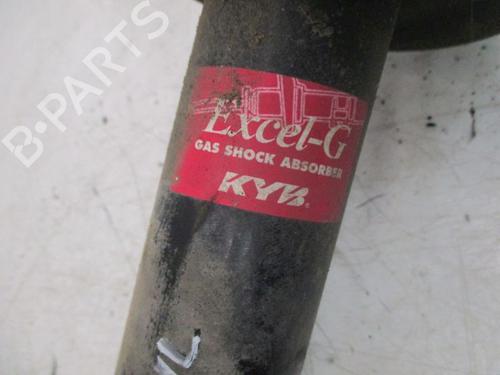 B-PARTS
Excel-G
GAS SHOCK ABSORBER
KYB